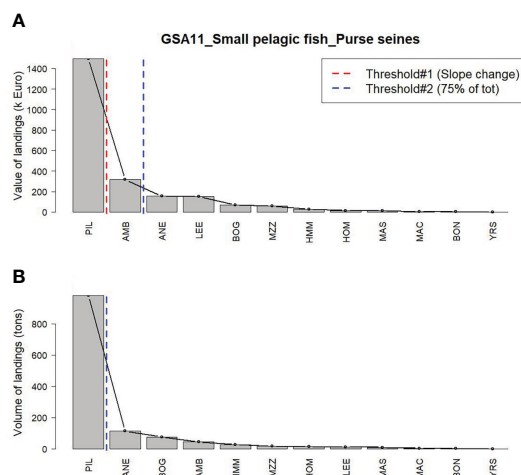 A
GSA11_Small pelagic fish_Purse seines
Threshold#1 (Slope change)
Threshold#2 (75% of tot)
Value of landings (k Euro)
1400
1200
1000
800
600
400
200
0
PIL AMB ANE LEE BOG MZZ HMM HOM MAS MAC BON YRS
B
Volume of landings (tons)
800
600
400
200
0
PIL ANE BOG AMB HMM MZZ HOM LEE MAS MAC BON YRS